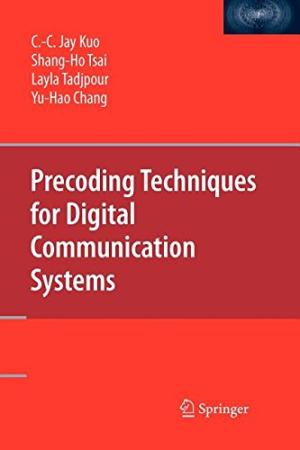 C.-C. Jay Kuo
Shang-Ho Tsai
Layla Tadjpour
Yu-Hao Chang
Precoding Techniques
for Digital
Communication
Systems
Springer